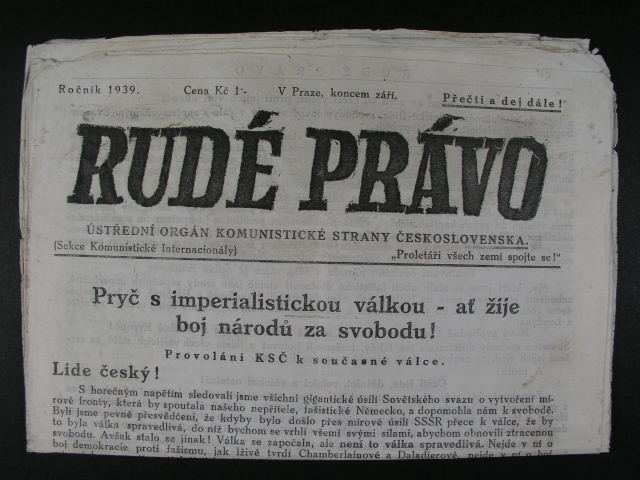 Ročník 1939. Cena Kč 1·- V Praze, koncem září. Přečti a dej dále!
RUDÉ PRÁVO
ÚSTŘEDNÍ ORGÁN KOMUNISTICKÉ STRANY ČESKOSLOVENSKA.
(Sekce Komunistické Internacionály) „Proletáři všech zemí spojte se!"
Pryč s imperialistickou válkou - ať žije
boj národů za svobodu!
Provolání KSČ k současné válce.
Lide český!
S horečným napětím sledovali jsme všichni gigantické úsilí Sovětského svazu o vytvoření mí-
rové fronty, která by spoutala našeho nepřítele, fašistické Německo, a dopomohla nám k svobodě.
Byli jsme pevně přesvědčeni, že kdyby bylo došlo přes mírové úsilí SSSR přece k válce, že by
to byla válka spravedlivá, do níž bychom se vrhli všemi svými silami, abychom obnovili ztracenou
svobodu. Avšak stalo se jinak! Válka se započala, ale není to válka spravedlivá. Nejde v ní o
boj demokracie proti fašismu, jak lživě tvrdí Chamberlainové a Daladierové, nejde v ní o boj